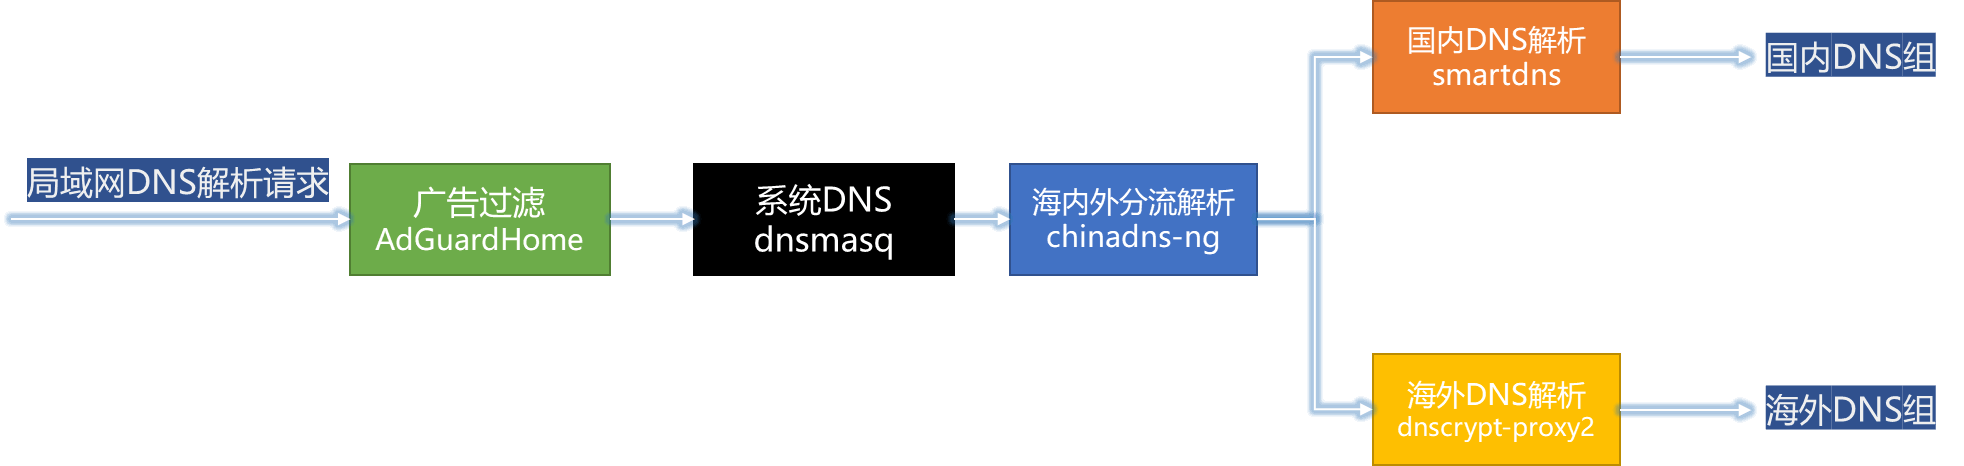 局域网DNS解析请求
广告过滤
AdGuardHome
系统DNS
dnsmasq
海内外分流解析
chinadns-ng
国内DNS解析
smartdns
国内DNS组
海外DNS解析
dnscrypt-proxy2
海外DNS组